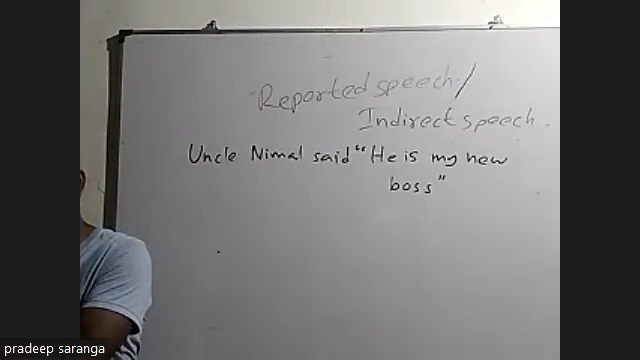 Reported speech /
Indirect speech.
Uncle Nimal said "He is my new
boss"
pradeep saranga